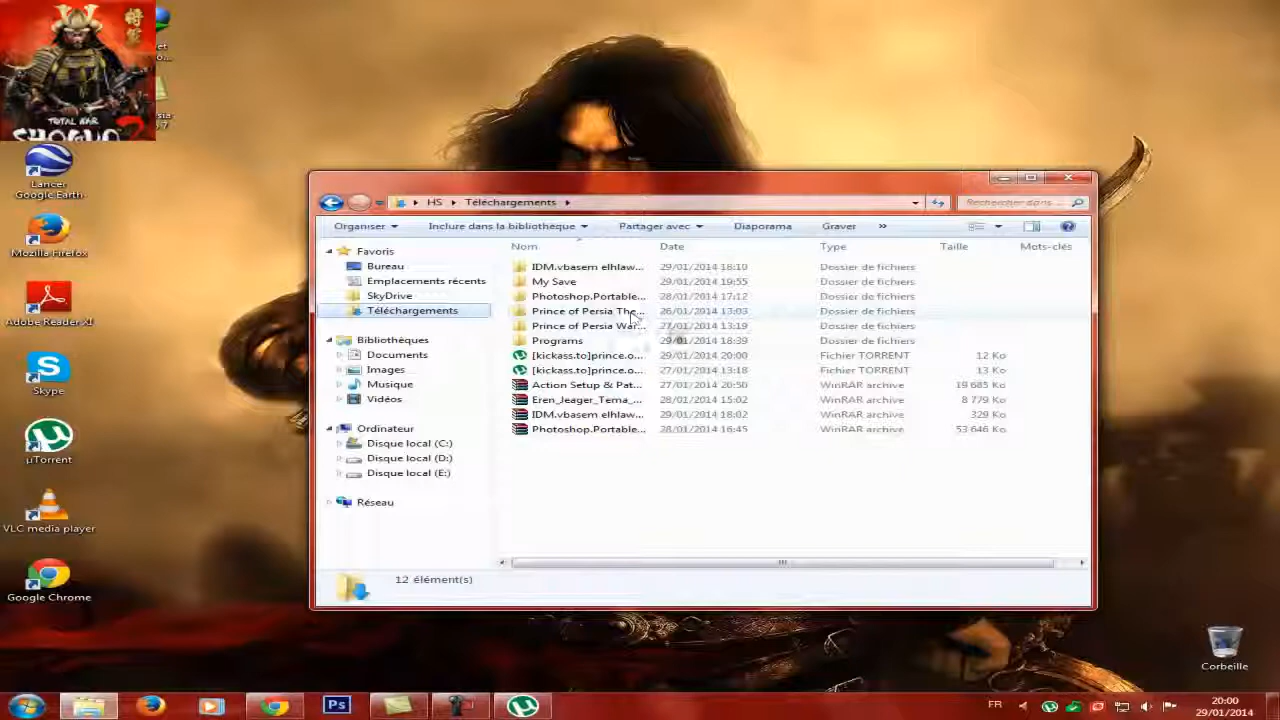 特筆
TOTAL WAR
SHOGUN 2
Lancer
Google Earth
Mozilla Firefox
Adobe Reader XI
Skype
µTorrent
VLC media player
Google Chrome
HS
Téléchargements
Rechercher dans ...
Organiser
Inclure dans la bibliothèque
Partager avec
Diaporama
Graver
»
Nom
Date
Type
Taille
Mots-clés
Favoris
Bureau
Emplacements récents
SkyDrive
Téléchargements
Bibliothèques
Documents
Images
Musique
Vidéos
Ordinateur
Disque local (C:)
Disque local (D:)
Disque local (E:)
Réseau
IDM.vbasem elhlaw... 29/01/2014 18:10 Dossier de fichiers
My Save 29/01/2014 19:55 Dossier de fichiers
Photoshop.Portable... 28/01/2014 17:12 Dossier de fichiers
Prince of Persia The... 26/01/2014 13:03 Dossier de fichiers
Prince of Persia War... 27/01/2014 13:19 Dossier de fichiers
Programs 29/01/2014 18:39 Dossier de fichiers
[kickass.to]prince.o... 29/01/2014 20:00 Fichier TORRENT 12 Ko
[kickass.to]prince.o... 27/01/2014 13:18 Fichier TORRENT 13 Ko
Action Setup & Pat... 27/01/2014 20:50 WinRAR archive 19 685 Ko
Eren_Jeager_Tema_... 28/01/2014 15:02 WinRAR archive 8 779 Ko
IDM.vbasem elhlaw... 29/01/2014 18:02 WinRAR archive 329 Ko
Photoshop.Portable... 28/01/2014 16:45 WinRAR archive 53 646 Ko
12 élément(s)
Corbeille
Ps
FR
20:00
29/01/2014